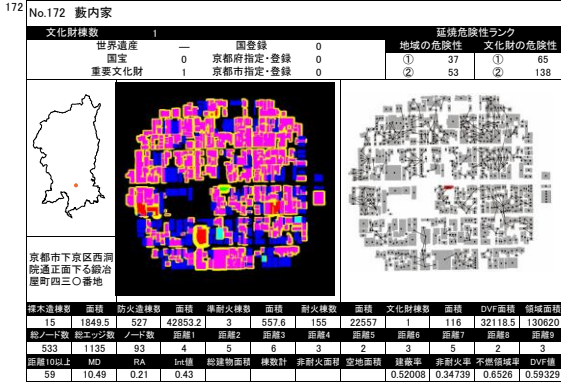 172
No.172 藪内家
文化財棟数 1
世界遺産 ― 国登録 0
国宝 0 京都府指定・登録 0
重要文化財 1 京都市指定・登録 0
延焼危険性ランク
地域の危険性 文化財の危険性
① 37 ① 65
② 53 ② 138
京都市下京区西洞
院通正面下る鍛冶
屋町四三〇番地
裸木造棟数 面積 防火造棟数 面積 準耐火棟数 面積 耐火棟数 面積 文化財棟数 面積 DVF面積 領域面積
15 1849.5 527 42853.2 3 557.6 155 22557 1 116 32118.5 130620
総ノード数 総エッジ数 ノード数 距離1 距離2 距離3 距離4 距離5 距離6 距離7 距離8 距離9
533 1135 93 4 5 6 3 2 3 5 2 3
距離10以上 MD RA Int値 総建物面積 棟数計 非耐火面積 空地面積 建蔽率 非耐火率 不燃領域率 DVF値
59 10.49 0.21 0.43 0.52008 0.34739 0.6526 0.59329